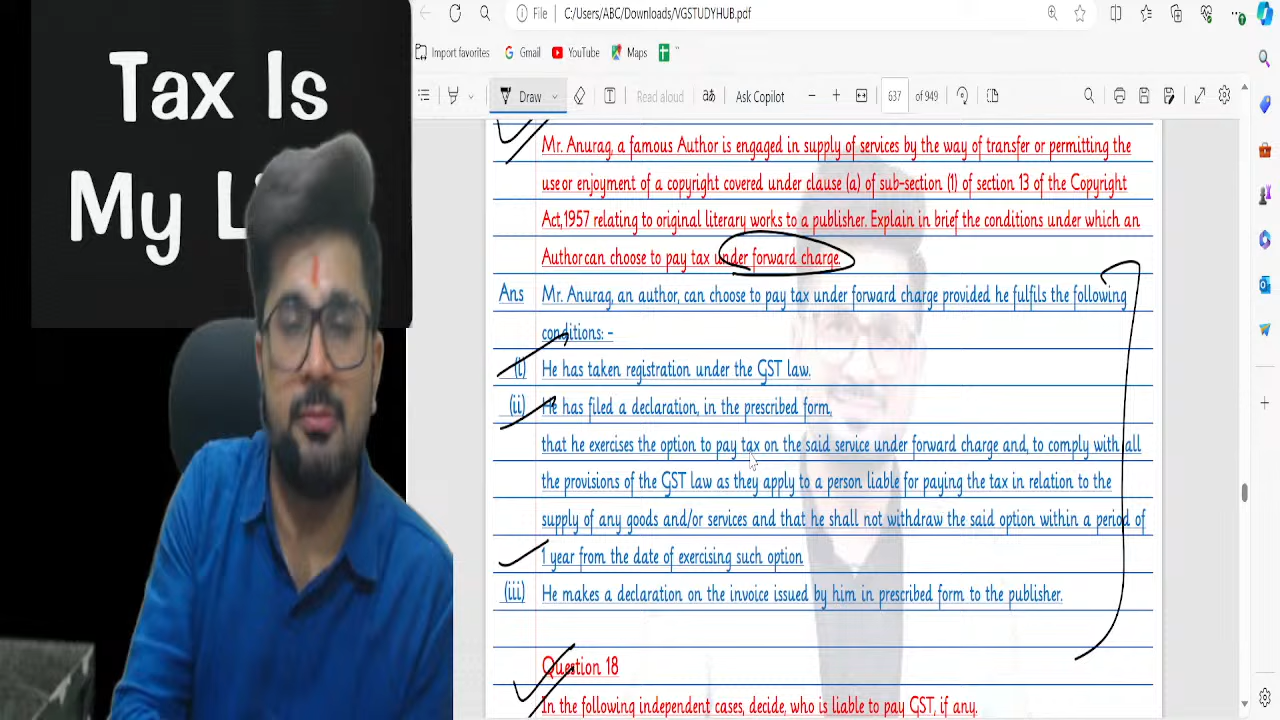 Tax Is
My Li
File
C:/Users/ABC/Downloads/VGSTUDYHUB.pdf
Import favorites
Gmail
YouTube
Maps
Draw
Read aloud
Ask Copilot
637
of 949
Mr. Anurag, a famous Author is engaged in supply of services by the way of transfer or permitting the
use or enjoyment of a copyright covered under clause (a) of sub-section (1) of section 13 of the Copyright
Act,1957 relating to original literary works to a publisher. Explain in brief the conditions under which an
Author can choose to pay tax under forward charge.
Ans Mr. Anurag, an author, can choose to pay tax under forward charge provided he fulfils the following
conditions: -
(i) He has taken registration under the GST law.
(ii) He has filed a declaration, in the prescribed form,
that he exercises the option to pay tax on the said service under forward charge and, to comply with all
the provisions of the GST law as they apply to a person liable for paying the tax in relation to the
supply of any goods and/or services and that he shall not withdraw the said option within a period of
1 year from the date of exercising such option
(iii) He makes a declaration on the invoice issued by him in prescribed form to the publisher.
Question 18
In the following independent cases, decide, who is liable to pay GST, if any.